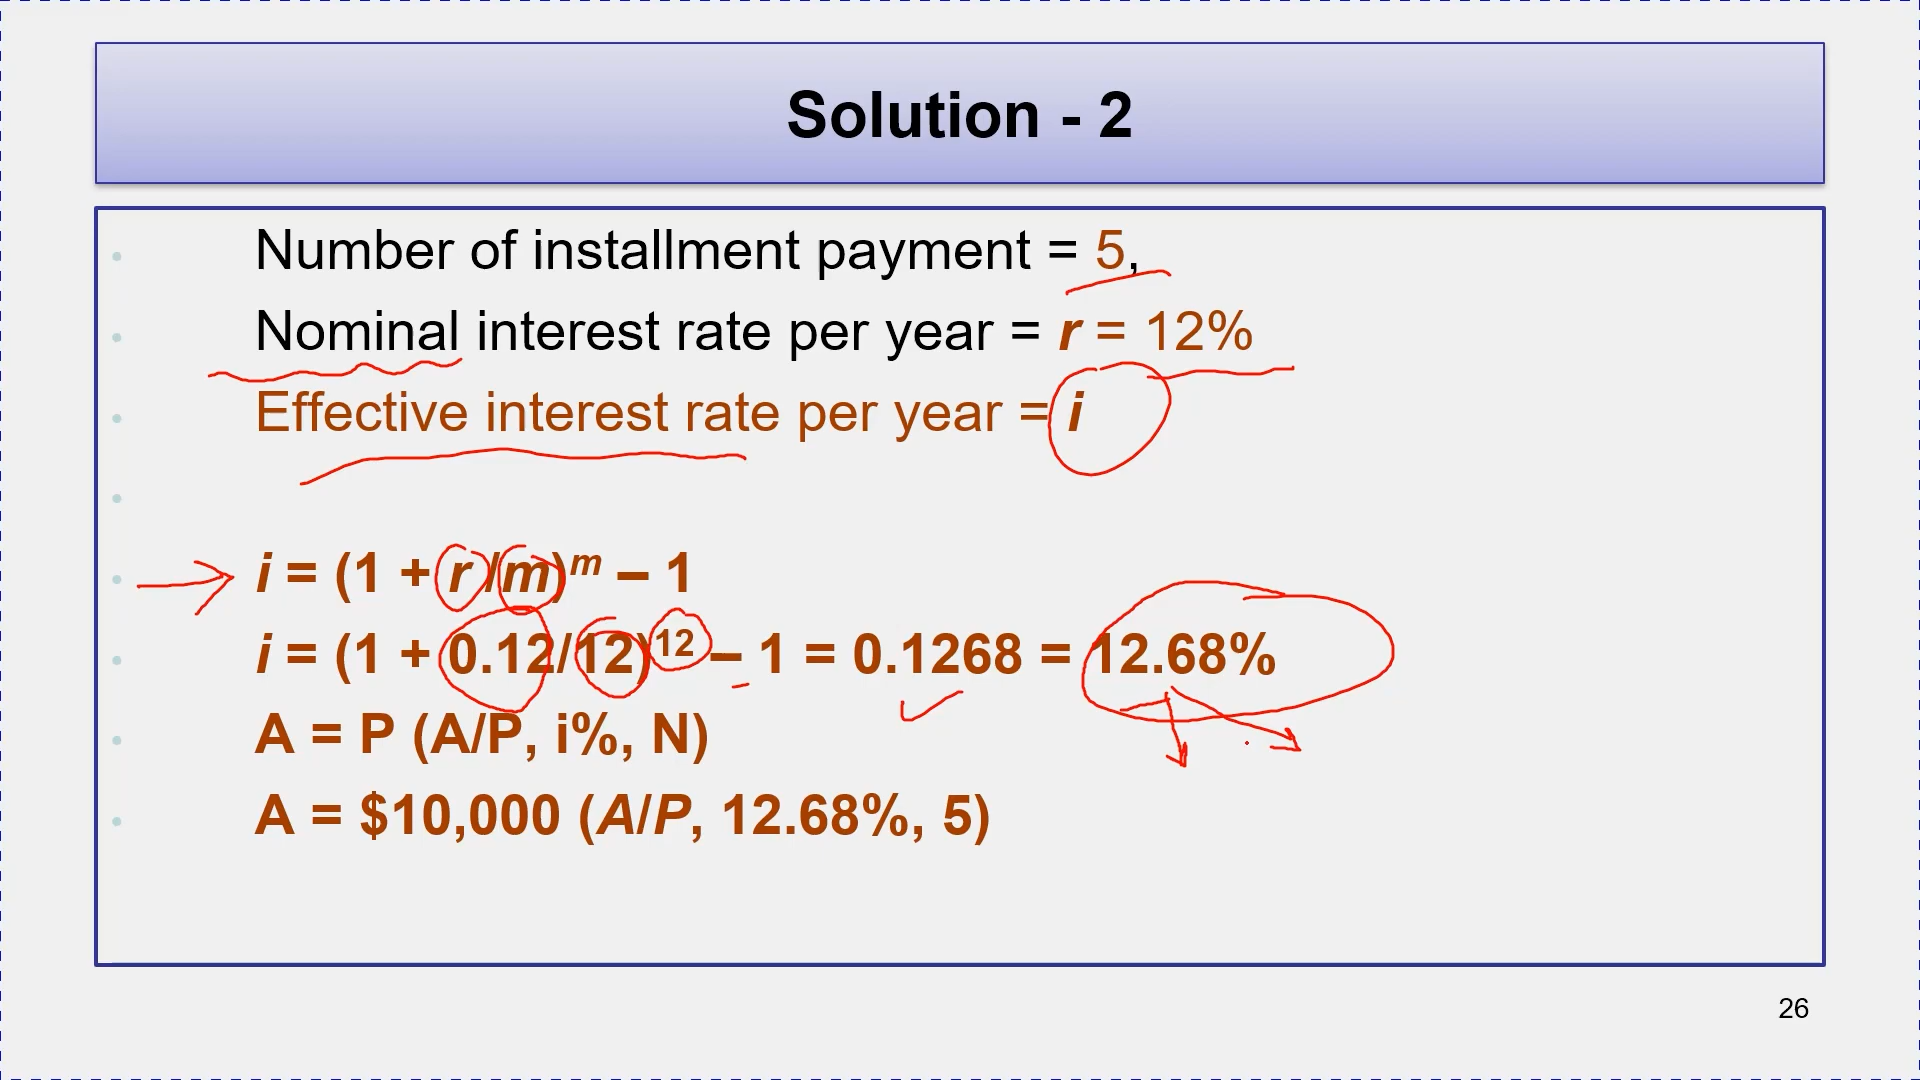 Solution - 2
Number of installment payment = 5,
Nominal interest rate per year = r = 12%
Effective interest rate per year = i
i = (1 + r /m)ᵐ – 1
i = (1 + 0.12/12)¹² – 1 = 0.1268 = 12.68%
A = P (A/P, i%, N)
A = $10,000 (A/P, 12.68%, 5)
26